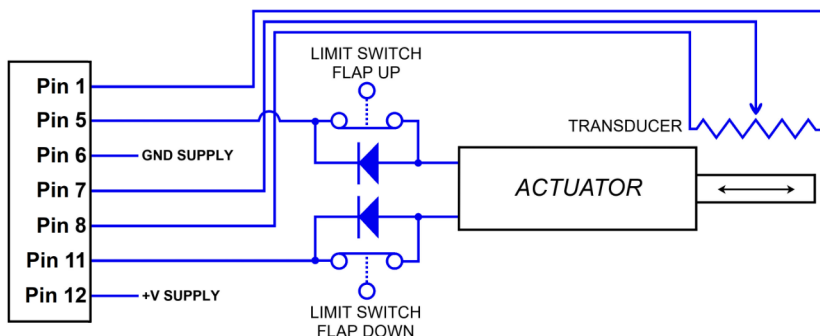 LIMIT SWITCH
FLAP UP
Pin 1
Pin 5
TRANSDUCER
Pin 6
GND SUPPLY
Pin 7
ACTUATOR
Pin 8
Pin 11
Pin 12
+V SUPPLY
LIMIT SWITCH
FLAP DOWN